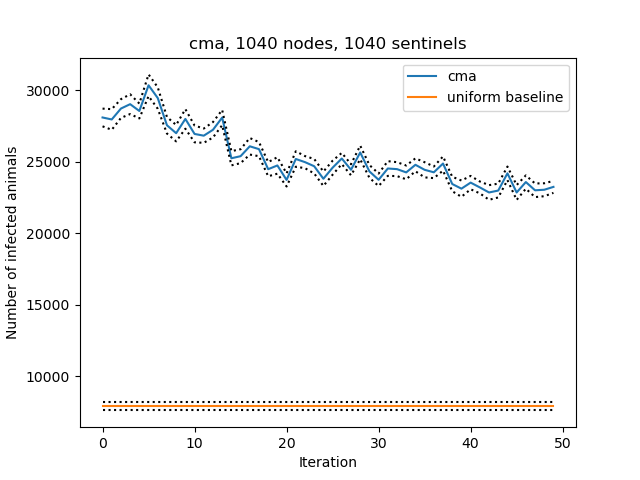 cma, 1040 nodes, 1040 sentinels
cma
uniform baseline
Number of infected animals
30000
25000
20000
15000
10000
0 10 20 30 40 50
Iteration